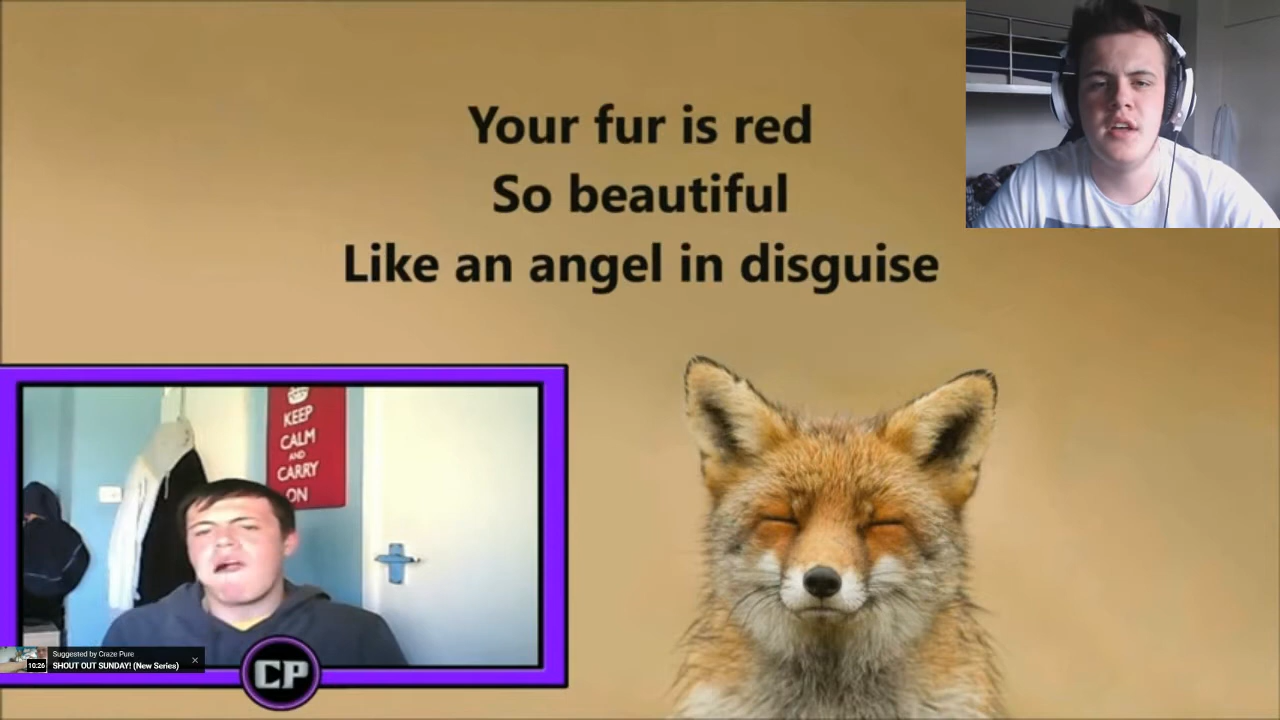 Your fur is red
So beautiful
Like an angel in disguise
KEEP
CALM
AND
CARRY
ON
Suggested by Craze Pure
10:26
SHOUT OUT SUNDAY! (New Series)
CP